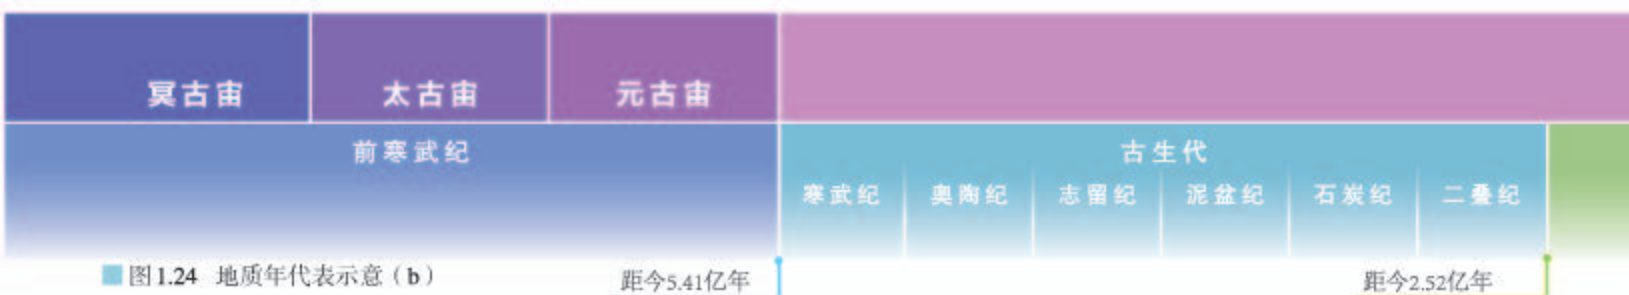 冥古宙 太古宙 元古宙
前寒武纪 古生代
寒武纪 奥陶纪 志留纪 泥盆纪 石炭纪 二叠纪
图1.24 地质年代表示意（b） 距今5.41亿年 距今2.52亿年